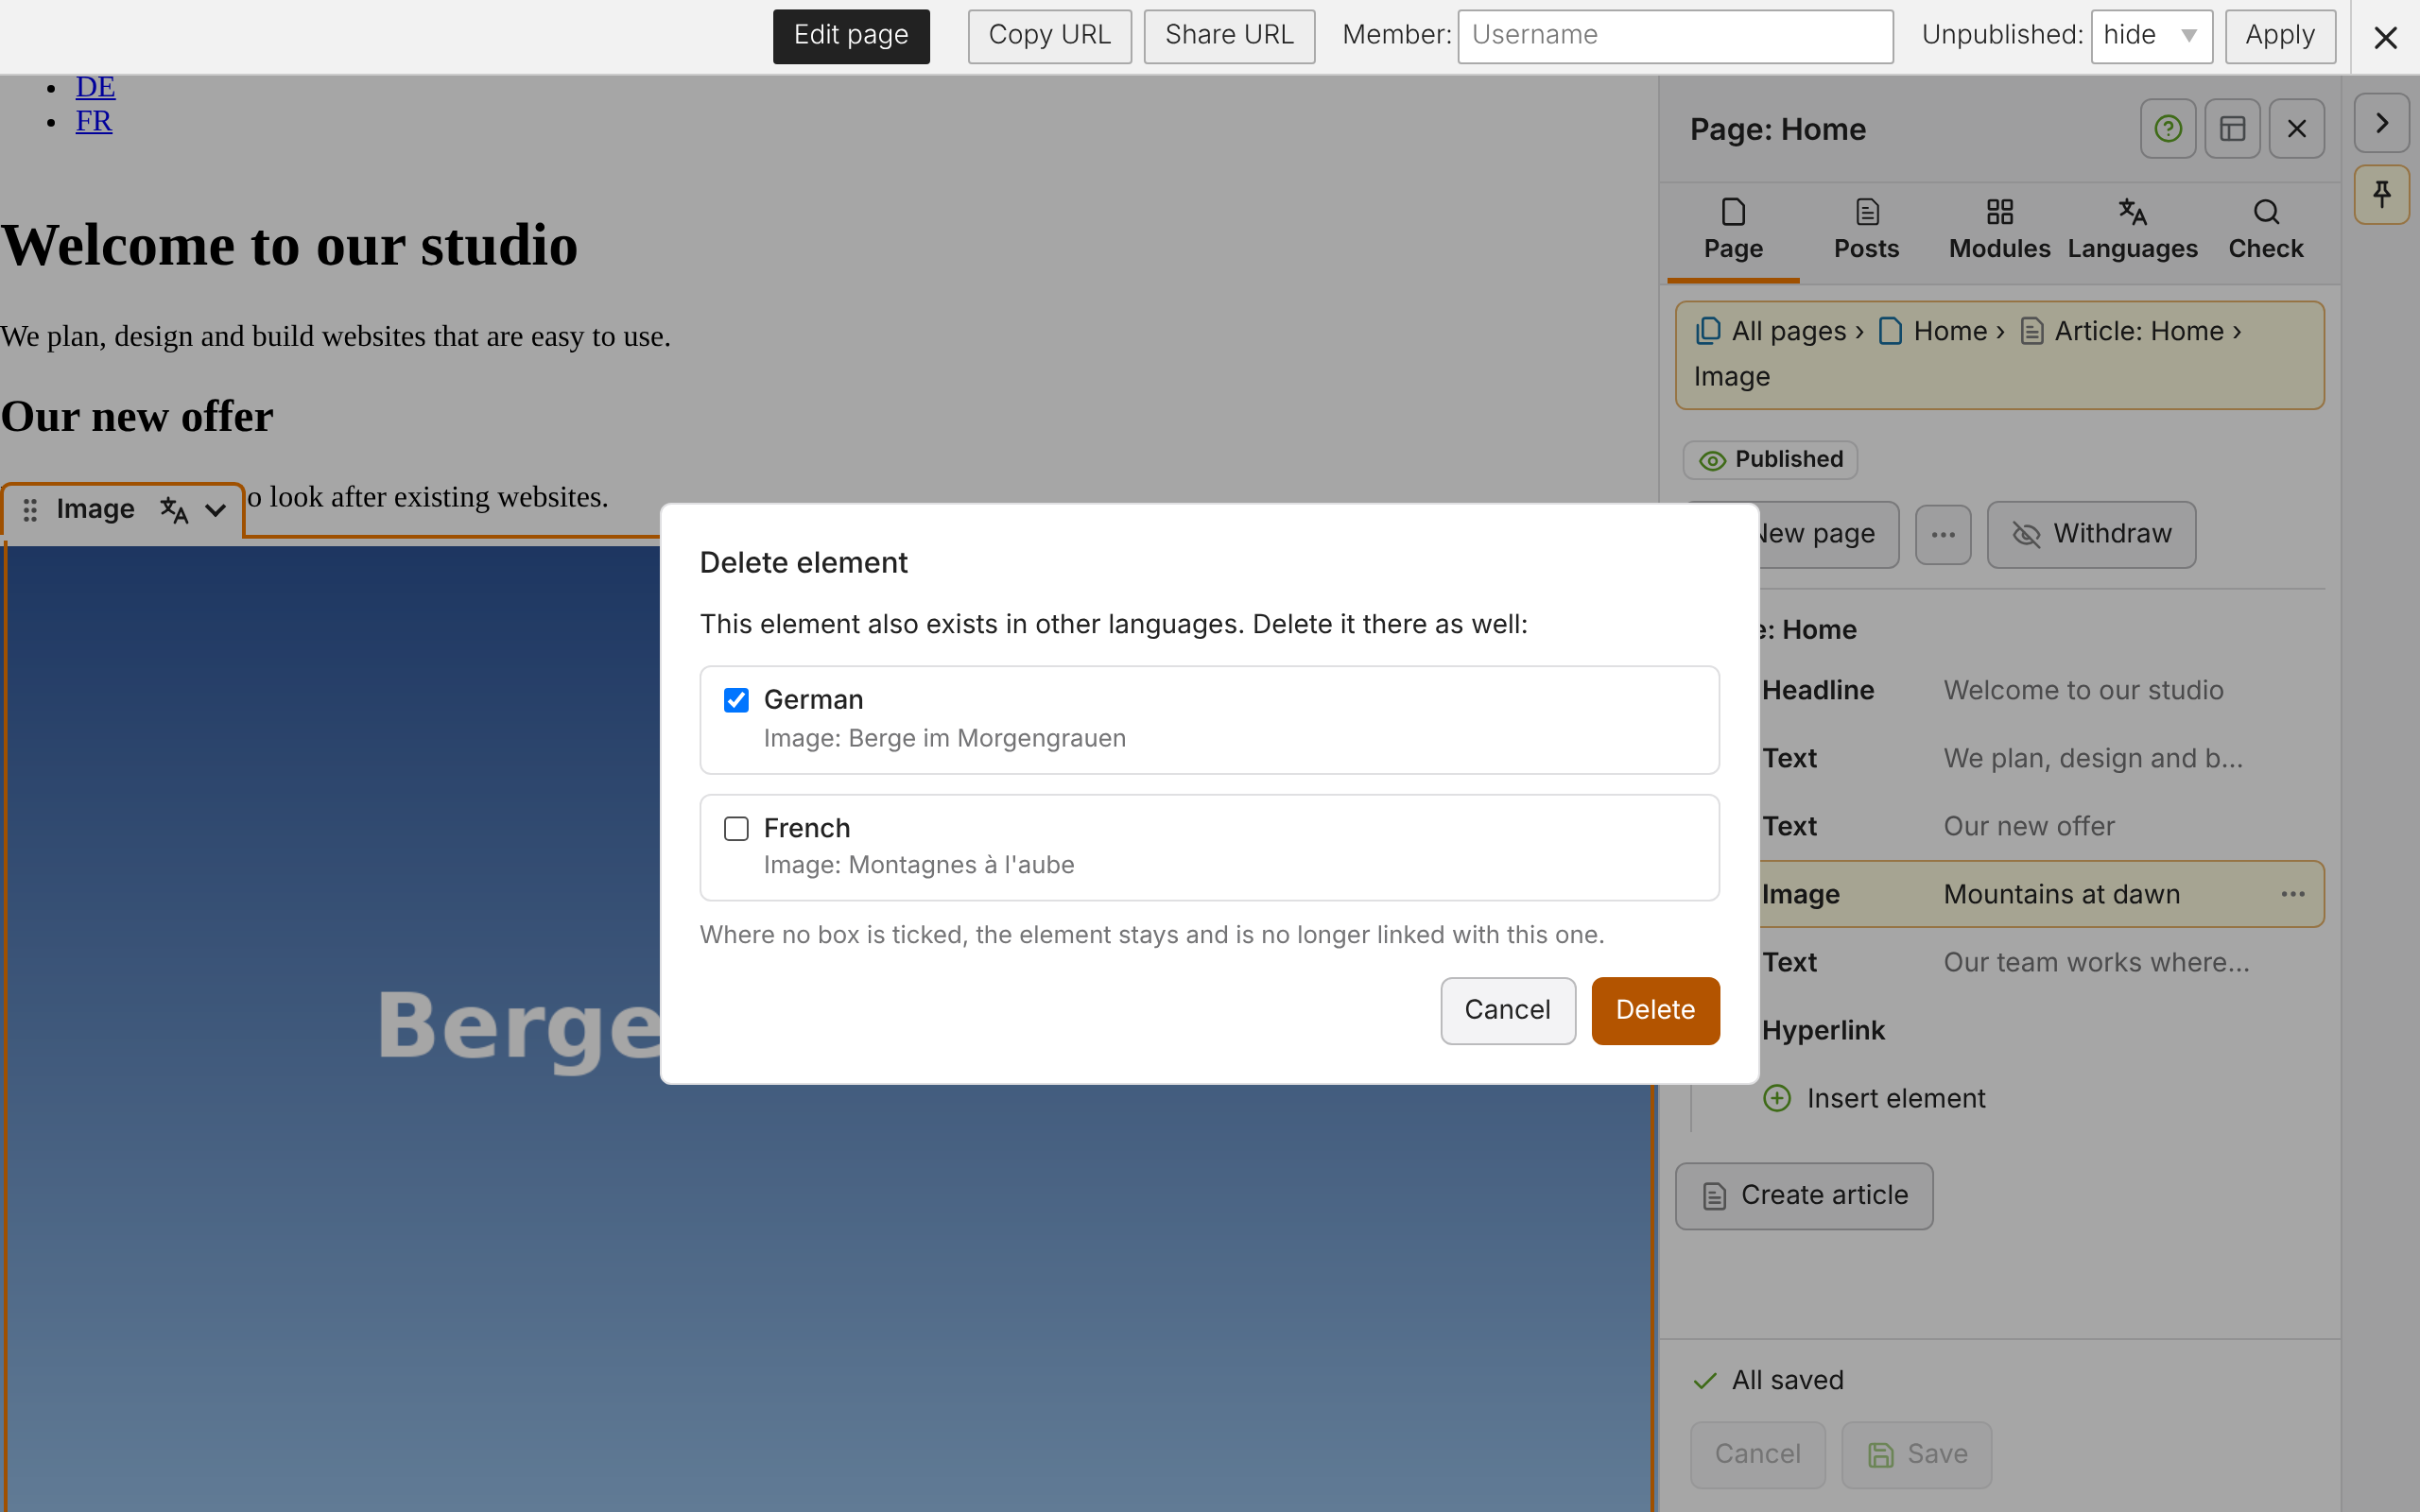 Edit page
Copy URL
Share URL
Member:
Username
Unpublished:
hide
Apply
DE
FR
Welcome to our studio
We plan, design and build websites that are easy to use.
Our new offer
o look after existing websites.
Image
Berge
Delete element
This element also exists in other languages. Delete it there as well:
German
Image: Berge im Morgengrauen
French
Image: Montagnes à l'aube
Where no box is ticked, the element stays and is no longer linked with this one.
Cancel
Delete
Page: Home
Page
Posts
Modules
Languages
Check
All pages › Home › Article: Home ›
Image
Published
New page
Withdraw
e: Home
Headline Welcome to our studio
Text We plan, design and b...
Text Our new offer
Image Mountains at dawn
Text Our team works where...
Hyperlink
Insert element
Create article
All saved
Cancel
Save